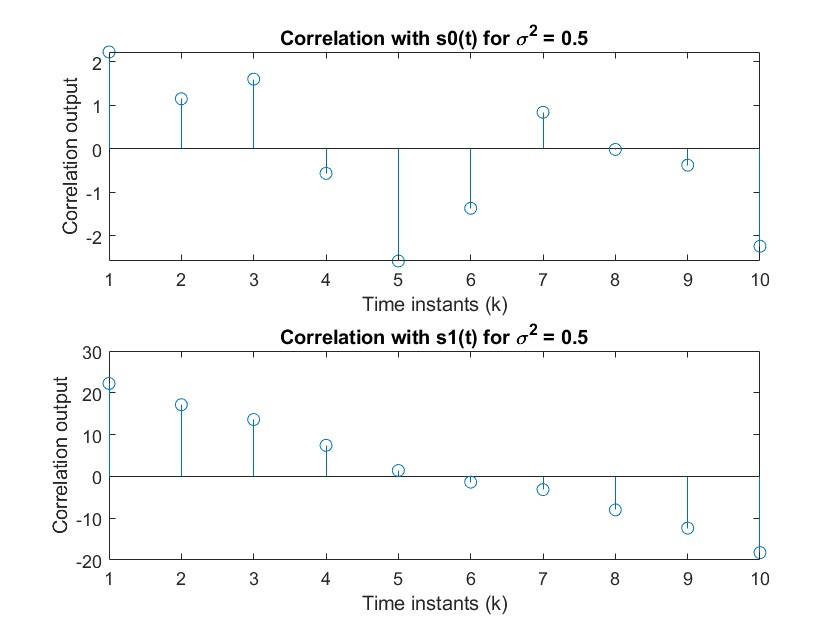 Correlation with s0(t) for σ² = 0.5
Correlation output
2
1
0
-1
-2
1 2 3 4 5 6 7 8 9 10
Time instants (k)
Correlation with s1(t) for σ² = 0.5
Correlation output
30
20
10
0
-10
-20
1 2 3 4 5 6 7 8 9 10
Time instants (k)